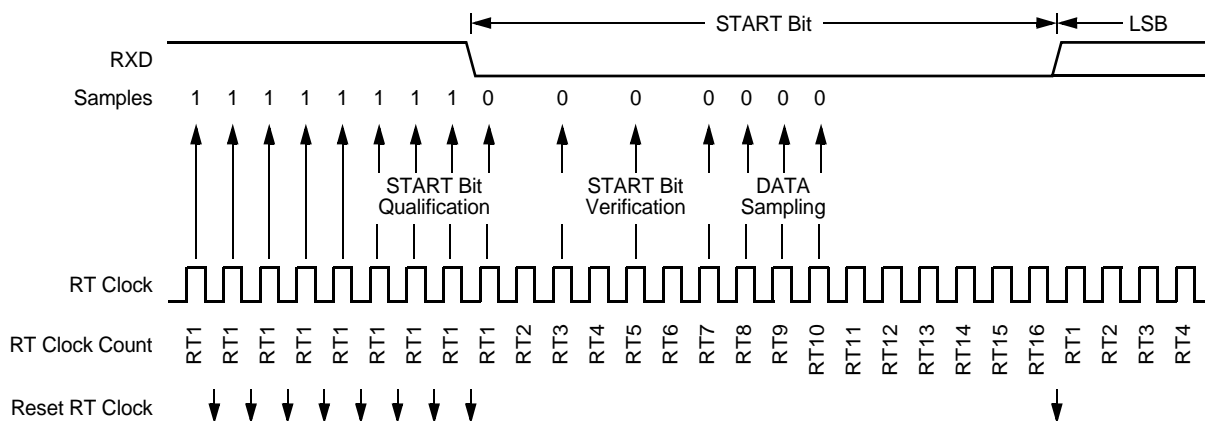 START Bit LSB
RXD
Samples 1 1 1 1 1 1 1 1 0 0 0 0 0 0 0
START Bit START Bit DATA
Qualification Verification Sampling
RT Clock
RT Clock Count RT1 RT1 RT1 RT1 RT1 RT1 RT1 RT1 RT1 RT2 RT3 RT4 RT5 RT6 RT7 RT8 RT9 RT10 RT11 RT12 RT13 RT14 RT15 RT16 RT1 RT2 RT3 RT4
Reset RT Clock